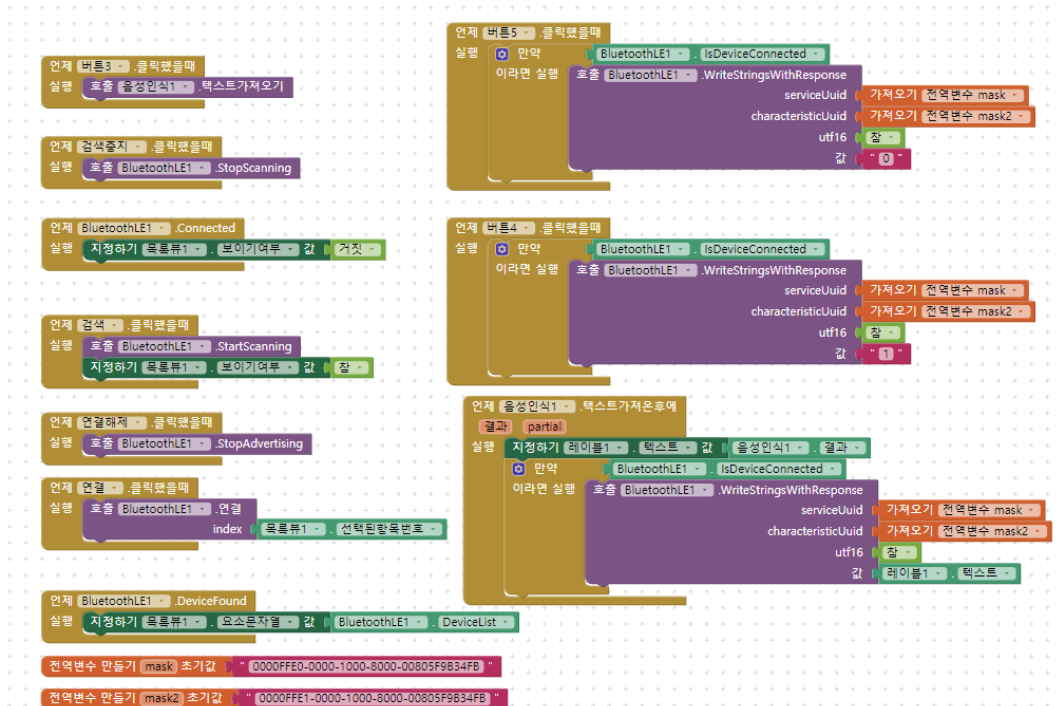 언제 버튼3 .클릭했을때
실행 호출 음성인식1 .텍스트가져오기
언제 검색중지 .클릭했을때
실행 호출 BluetoothLE1 .StopScanning
언제 BluetoothLE1 .Connected
실행 지정하기 목록뷰1 . 보이기여부 값 거짓
언제 검색 .클릭했을때
실행 호출 BluetoothLE1 .StartScanning
지정하기 목록뷰1 . 보이기여부 값 참
언제 연결해제 .클릭했을때
실행 호출 BluetoothLE1 .StopAdvertising
언제 연결 .클릭했을때
실행 호출 BluetoothLE1 .연결
index 목록뷰1 . 선택된항목번호
언제 BluetoothLE1 .DeviceFound
실행 지정하기 목록뷰1 . 요소문자열 값 BluetoothLE1 . DeviceList
전역변수 만들기 mask 초기값 " 0000FFE0-0000-1000-8000-00805F9B34FB "
전역변수 만들기 mask2 초기값 " 0000FFE1-0000-1000-8000-00805F9B34FB "
언제 버튼5 .클릭했을때
실행 만약 BluetoothLE1 . IsDeviceConnected
이라면 실행 호출 BluetoothLE1 .WriteStringsWithResponse
serviceUuid 가져오기 전역변수 mask
characteristicUuid 가져오기 전역변수 mask2
utf16 참
값 " 0 "
언제 버튼4 .클릭했을때
실행 만약 BluetoothLE1 . IsDeviceConnected
이라면 실행 호출 BluetoothLE1 .WriteStringsWithResponse
serviceUuid 가져오기 전역변수 mask
characteristicUuid 가져오기 전역변수 mask2
utf16 참
값 " 1 "
언제 음성인식1 .텍스트가져온후에
결과 partial
실행 지정하기 레이블1 . 텍스트 값 음성인식1 . 결과
만약 BluetoothLE1 . IsDeviceConnected
이라면 실행 호출 BluetoothLE1 .WriteStringsWithResponse
serviceUuid 가져오기 전역변수 mask
characteristicUuid 가져오기 전역변수 mask2
utf16 참
값 레이블1 . 텍스트